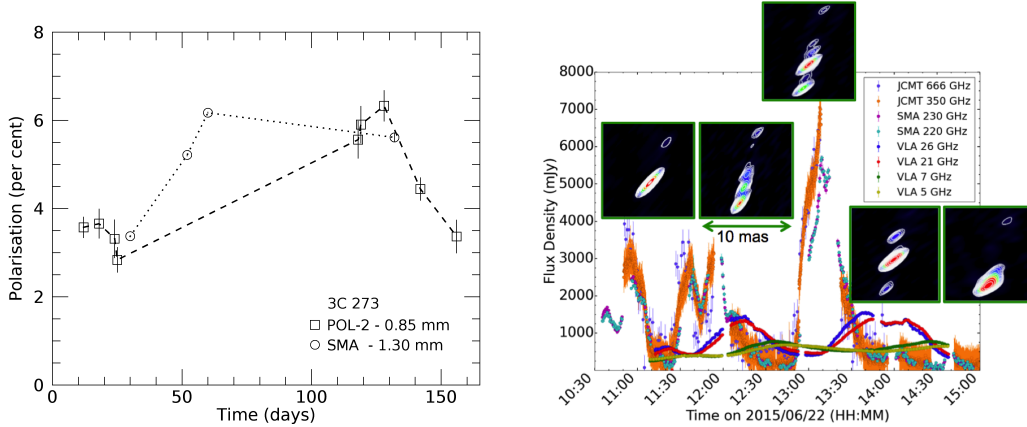 8
6
4
2
0
Polarisation (per cent)
0
50
100
150
Time (days)
3C 273
POL-2 - 0.85 mm
SMA - 1.30 mm
8000
7000
6000
5000
4000
3000
2000
1000
Flux Density (mJy)
JCMT 666 GHz
JCMT 350 GHz
SMA 230 GHz
SMA 220 GHz
VLA 26 GHz
VLA 21 GHz
VLA 7 GHz
VLA 5 GHz
10 mas
10:30
11:00
11:30
12:00
12:30
13:00
13:30
14:00
14:30
15:00
Time on 2015/06/22 (HH:MM)